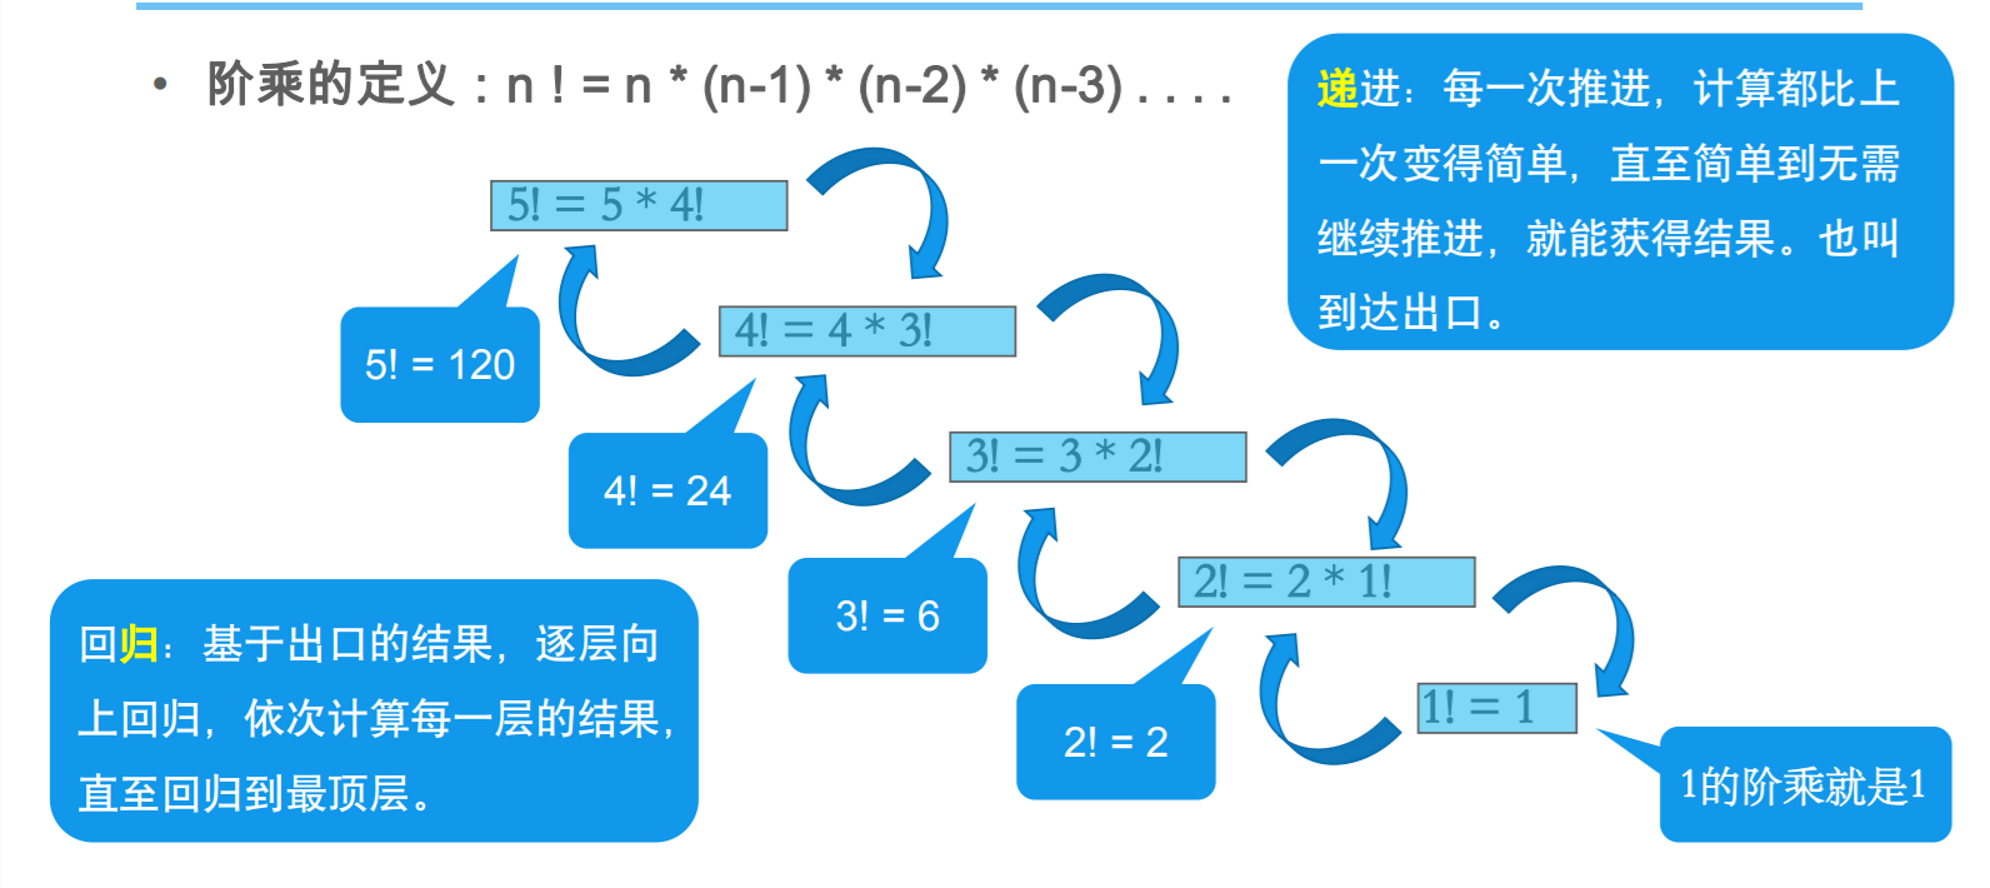 • 阶乘的定义：n ! = n * (n-1) * (n-2) * (n-3) . . . .
递进：每一次推进，计算都比上
一次变得简单，直至简单到无需
继续推进，就能获得结果。也叫
到达出口。
5! = 5 * 4!
4! = 4 * 3!
5! = 120
3! = 3 * 2!
4! = 24
2! = 2 * 1!
3! = 6
1! = 1
2! = 2
1的阶乘就是1
回归：基于出口的结果，逐层向
上回归，依次计算每一层的结果，
直至回归到最顶层。